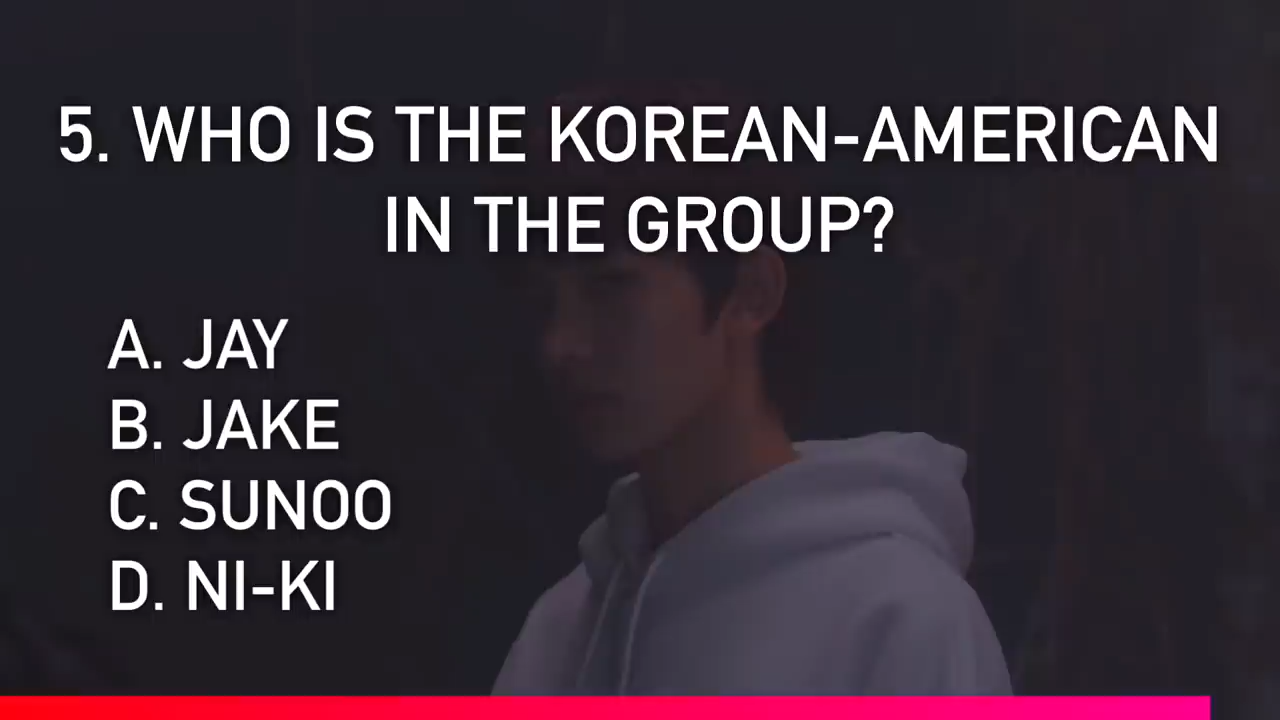 5. WHO IS THE KOREAN-AMERICAN
IN THE GROUP?
A. JAY
B. JAKE
C. SUNOO
D. NI-KI